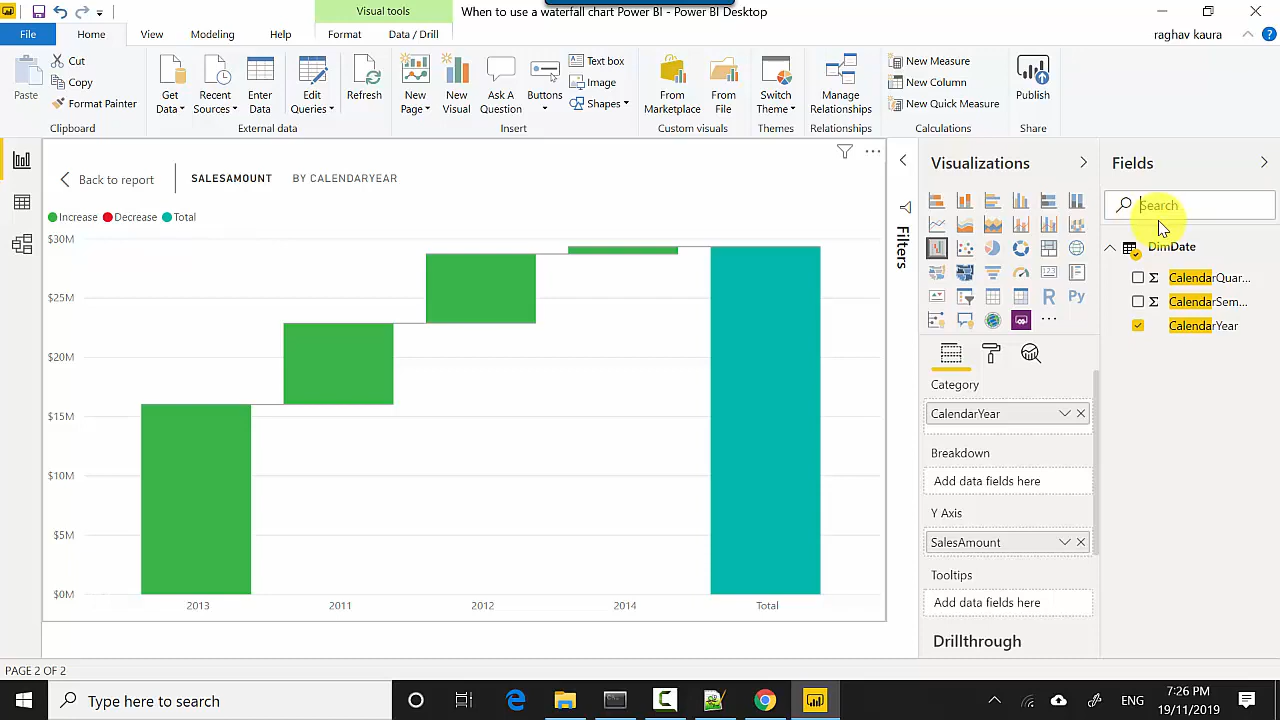 Visual tools
When to use a waterfall chart Power BI - Power BI Desktop
File
Home
View
Modeling
Help
Format
Data / Drill
raghav kaura
Paste
Cut
Copy
Format Painter
Clipboard
Get Data
Recent Sources
Enter Data
Edit Queries
Refresh
External data
New Page
New Visual
Ask A Question
Buttons
Text box
Image
Shapes
Insert
From Marketplace
From File
Custom visuals
Switch Theme
Themes
Manage Relationships
Relationships
New Measure
New Column
New Quick Measure
Calculations
Publish
Share
Back to report
SALESAMOUNT
BY CALENDARYEAR
Increase
Decrease
Total
$30M
$25M
$20M
$15M
$10M
$5M
$0M
2013
2011
2012
2014
Total
Filters
Visualizations
123
R
Py
Category
CalendarYear
Breakdown
Add data fields here
Y Axis
SalesAmount
Tooltips
Add data fields here
Drillthrough
Fields
Search
DimDate
CalendarQuar...
CalendarSem...
CalendarYear
PAGE 2 OF 2
Type here to search
ENG
7:26 PM
19/11/2019